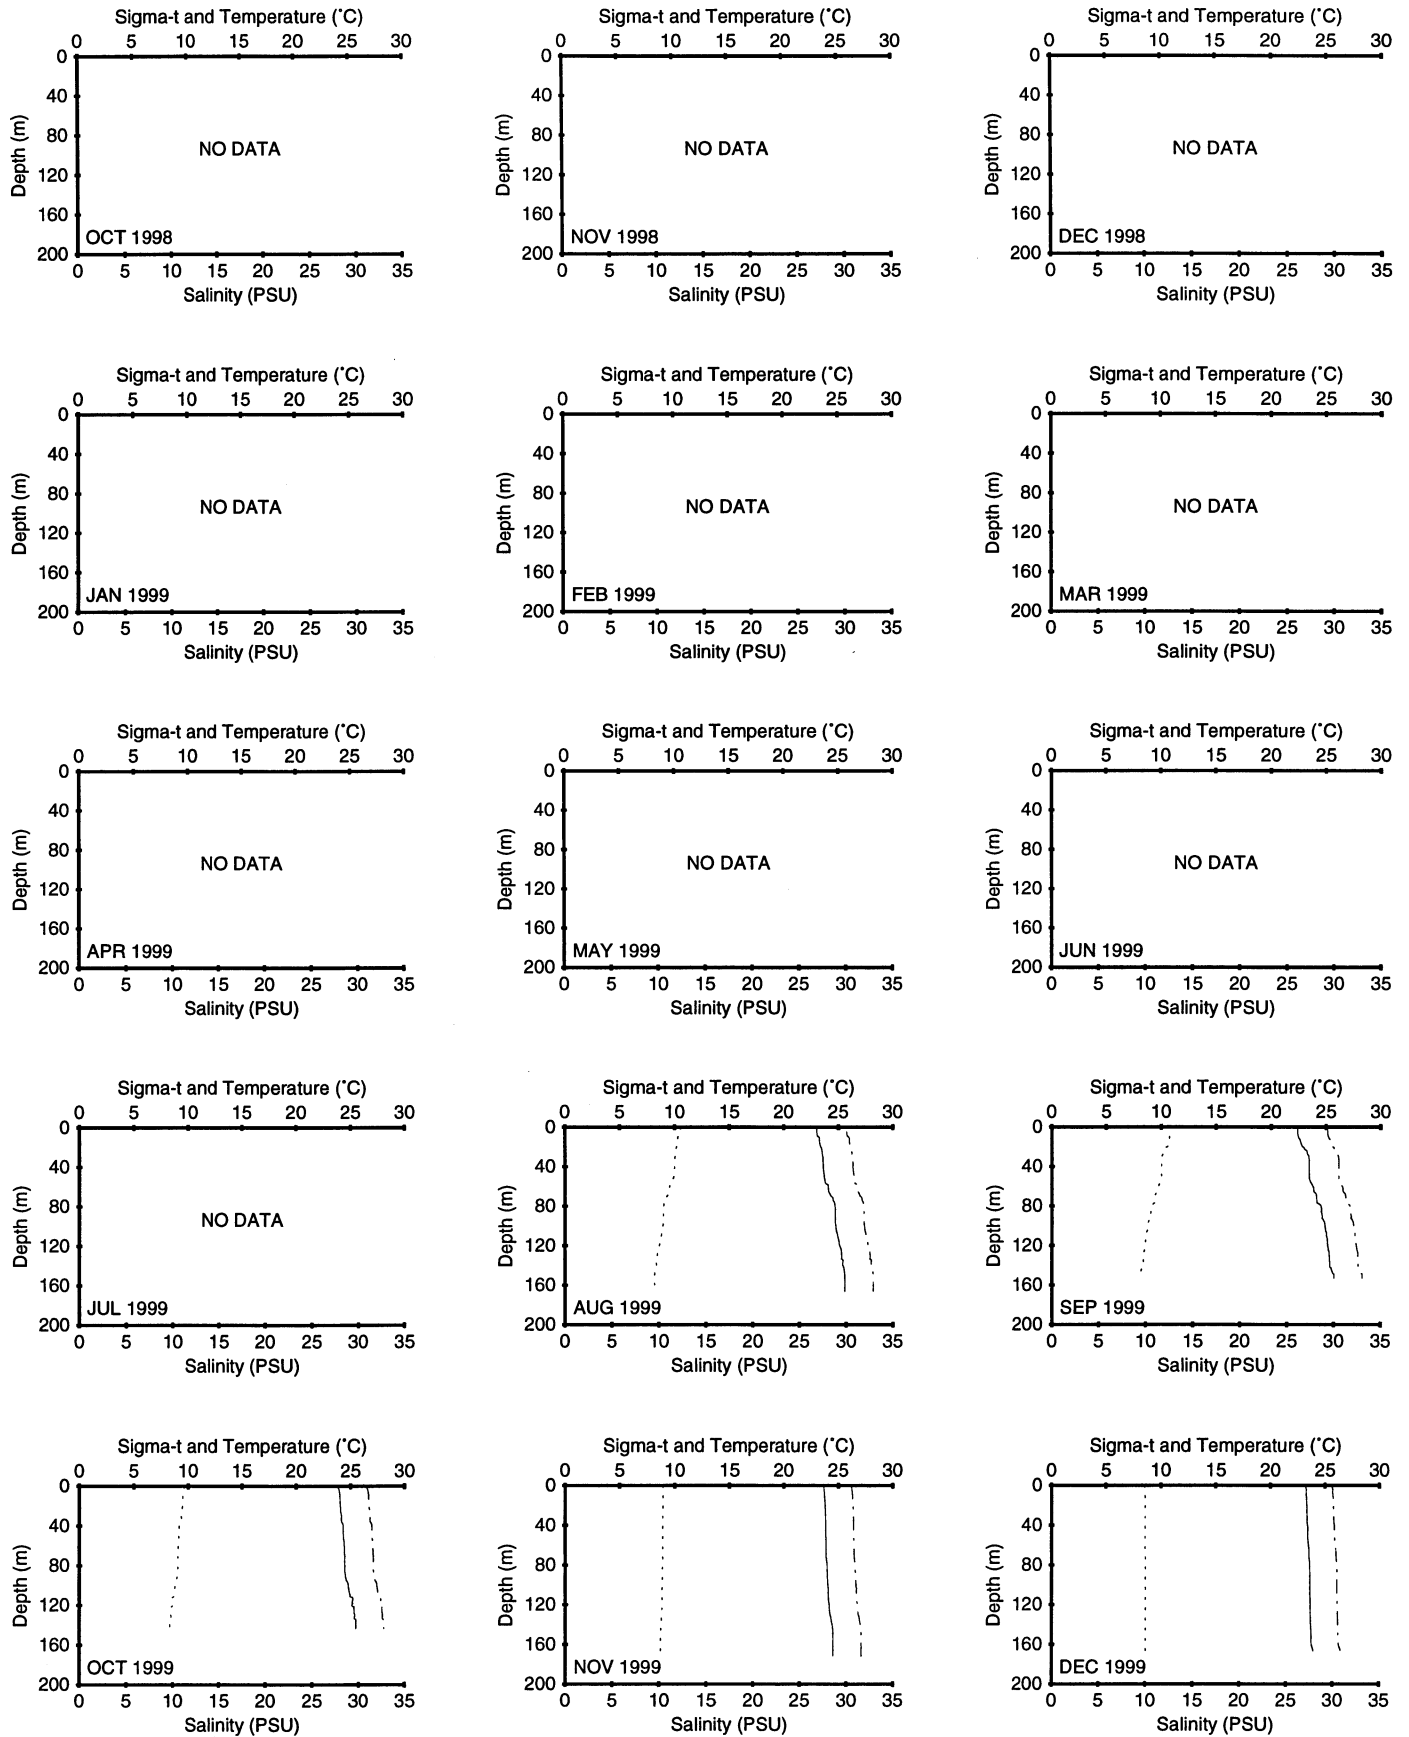 Sigma-t and Temperature (˚C) Sigma-t and Temperature (˚C) Sigma-t and Temperature (˚C)
0 5 10 15 20 25 30 0 5 10 15 20 25 30 0 5 10 15 20 25 30
0 0 0
40 40 40
80 80 80
Depth (m) NO DATA Depth (m) NO DATA Depth (m) NO DATA
120 120 120
160 160 160
OCT 1998 NOV 1998 DEC 1998
200 200 200
0 5 10 15 20 25 30 35 0 5 10 15 20 25 30 35 0 5 10 15 20 25 30 35
Salinity (PSU) Salinity (PSU) Salinity (PSU)
Sigma-t and Temperature (˚C) Sigma-t and Temperature (˚C) Sigma-t and Temperature (˚C)
0 5 10 15 20 25 30 0 5 10 15 20 25 30 0 5 10 15 20 25 30
0 0 0
40 40 40
80 80 80
Depth (m) NO DATA Depth (m) NO DATA Depth (m) NO DATA
120 120 120
160 160 160
JAN 1999 FEB 1999 MAR 1999
200 200 200
0 5 10 15 20 25 30 35 0 5 10 15 20 25 30 35 0 5 10 15 20 25 30 35
Salinity (PSU) Salinity (PSU) Salinity (PSU)
Sigma-t and Temperature (˚C) Sigma-t and Temperature (˚C) Sigma-t and Temperature (˚C)
0 5 10 15 20 25 30 0 5 10 15 20 25 30 0 5 10 15 20 25 30
0 0 0
40 40 40
80 80 80
Depth (m) NO DATA Depth (m) NO DATA Depth (m) NO DATA
120 120 120
160 160 160
APR 1999 MAY 1999 JUN 1999
200 200 200
0 5 10 15 20 25 30 35 0 5 10 15 20 25 30 35 0 5 10 15 20 25 30 35
Salinity (PSU) Salinity (PSU) Salinity (PSU)
Sigma-t and Temperature (˚C) Sigma-t and Temperature (˚C) Sigma-t and Temperature (˚C)
0 5 10 15 20 25 30 0 5 10 15 20 25 30 0 5 10 15 20 25 30
0 0 0
40 40 40
80 80 80
Depth (m) NO DATA Depth (m) Depth (m)
120 120 120
160 160 160
JUL 1999 AUG 1999 SEP 1999
200 200 200
0 5 10 15 20 25 30 35 0 5 10 15 20 25 30 35 0 5 10 15 20 25 30 35
Salinity (PSU) Salinity (PSU) Salinity (PSU)
Sigma-t and Temperature (˚C) Sigma-t and Temperature (˚C) Sigma-t and Temperature (˚C)
0 5 10 15 20 25 30 0 5 10 15 20 25 30 0 5 10 15 20 25 30
0 0 0
40 40 40
80 80 80
Depth (m) Depth (m) Depth (m)
120 120 120
160 160 160
OCT 1999 NOV 1999 DEC 1999
200 200 200
0 5 10 15 20 25 30 35 0 5 10 15 20 25 30 35 0 5 10 15 20 25 30 35
Salinity (PSU) Salinity (PSU) Salinity (PSU)